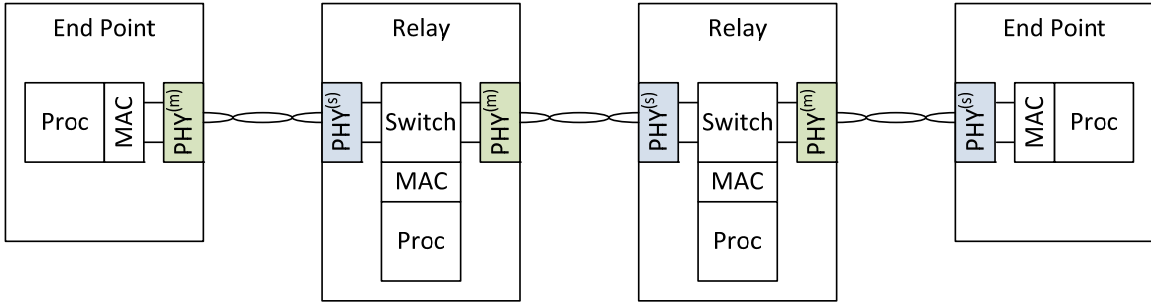 End Point
Proc
MAC
PHY(m)
Relay
PHY(s)
Switch
PHY(m)
MAC
Proc
Relay
PHY(s)
Switch
PHY(m)
MAC
Proc
End Point
PHY(s)
MAC
Proc